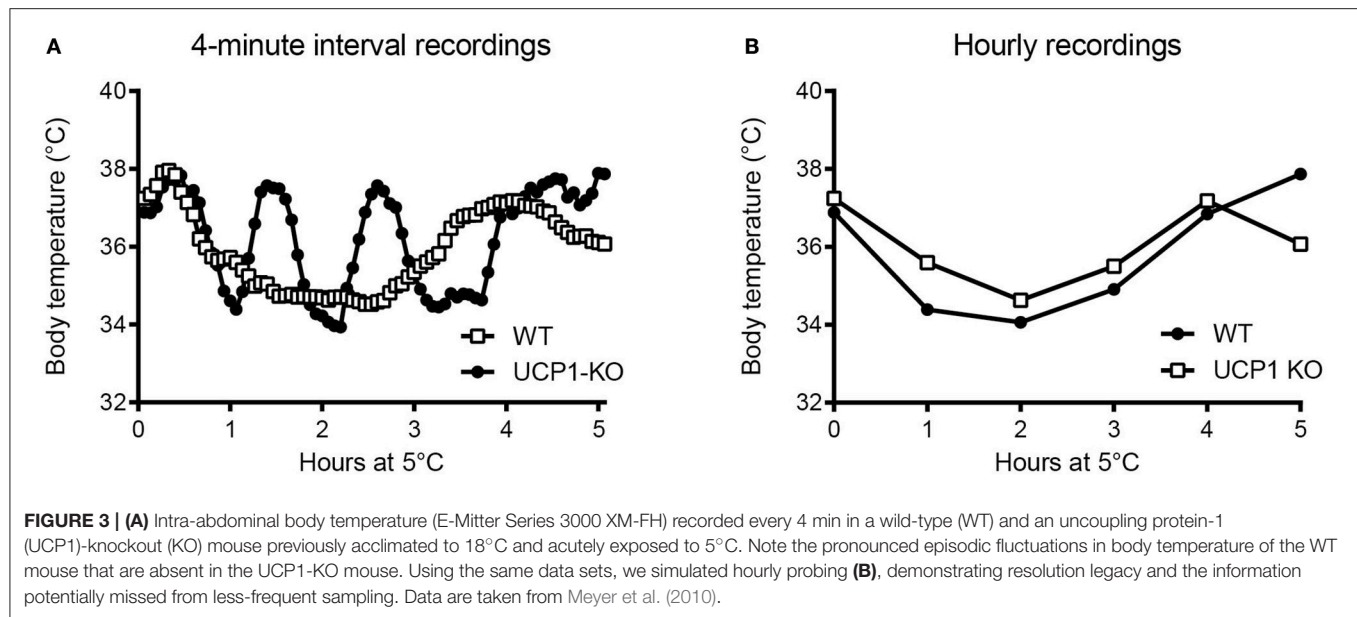 A 4-minute interval recordings
40
38
36
34
32
Body temperature (°C)
WT
UCP1-KO
0 1 2 3 4 5
Hours at 5°C
B Hourly recordings
40
38
36
34
32
Body temperature (°C)
WT
UCP1 KO
0 1 2 3 4 5
Hours at 5°C
FIGURE 3 | (A) Intra-abdominal body temperature (E-Mitter Series 3000 XM-FH) recorded every 4 min in a wild-type (WT) and an uncoupling protein-1
(UCP1)-knockout (KO) mouse previously acclimated to 18°C and acutely exposed to 5°C. Note the pronounced episodic fluctuations in body temperature of the WT
mouse that are absent in the UCP1-KO mouse. Using the same data sets, we simulated hourly probing (B), demonstrating resolution legacy and the information
potentially missed from less-frequent sampling. Data are taken from Meyer et al. (2010).